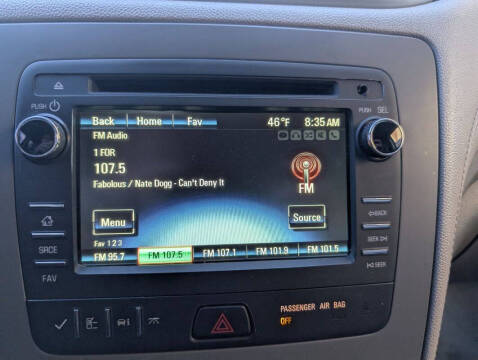 PUSH
PUSH SEL
Back Home Fav 46°F 8:35 AM
FM Audio
1 FOR
107.5
Fabolous / Nate Dogg - Can't Deny It
FM
Menu
Source
Fav 1 2 3
FM 95.7 FM 107.5 FM 107.1 FM 101.9 FM 101.5
BACK
SEEK
SEEK
SRCE
FAV
PASSENGER AIR BAG
OFF